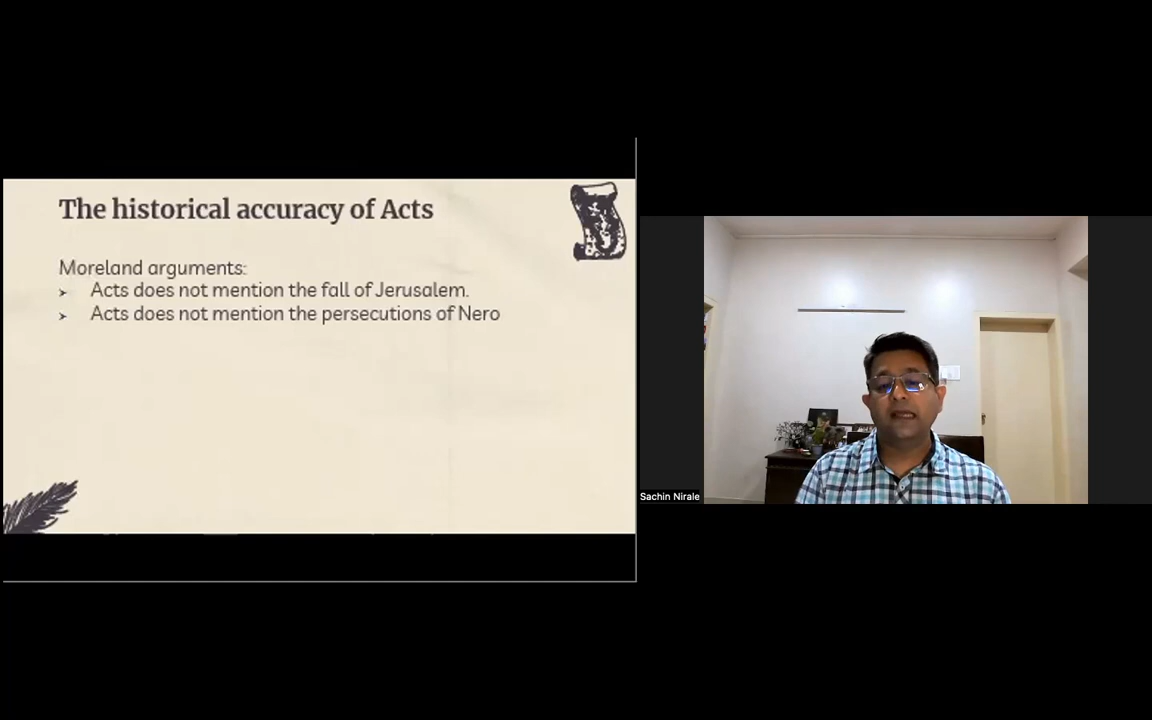 The historical accuracy of Acts
Moreland arguments:
➢ Acts does not mention the fall of Jerusalem.
➢ Acts does not mention the persecutions of Nero
Sachin Nirale